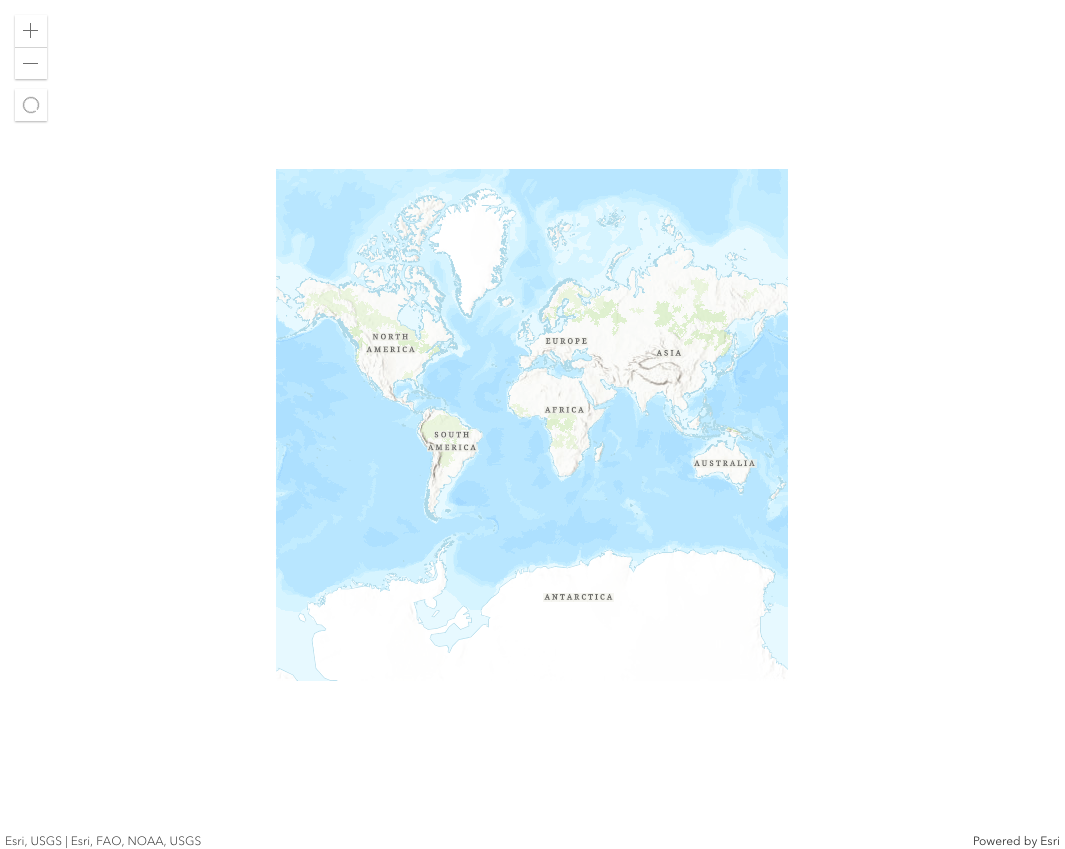 NORTH
AMERICA
EUROPE
ASIA
AFRICA
SOUTH
AMERICA
AUSTRALIA
ANTARCTICA
Esri, USGS | Esri, FAO, NOAA, USGS
Powered by Esri